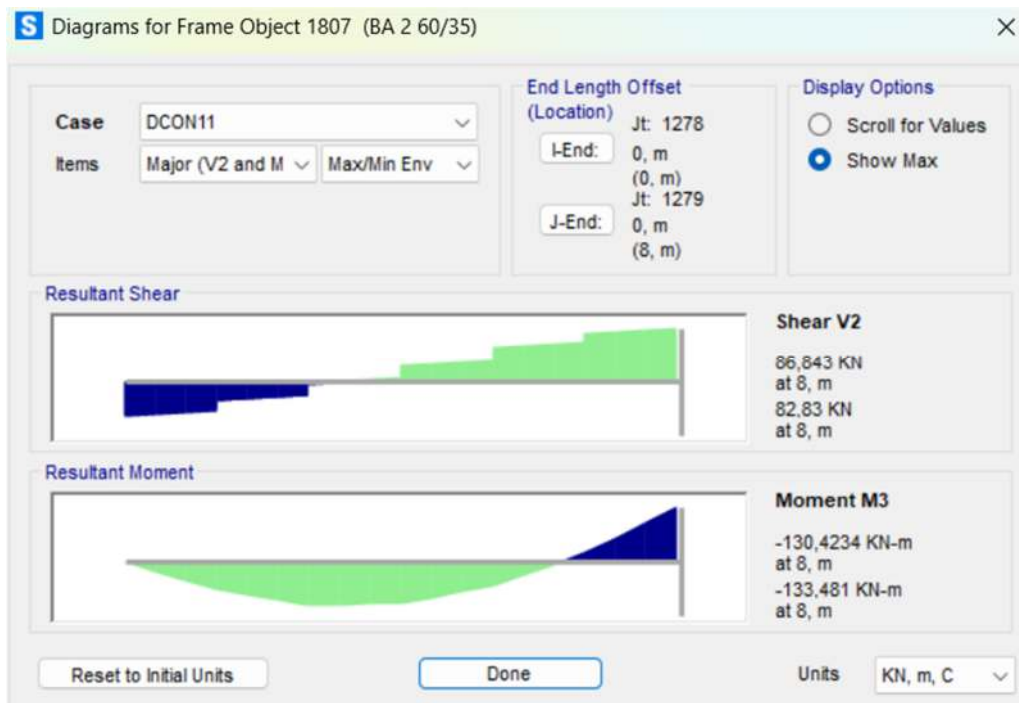 S Diagrams for Frame Object 1807 (BA 2 60/35)
Case DCON11
Items Major (V2 and M Max/Min Env
End Length Offset
(Location)
I-End: Jt: 1278
0, m
(0, m)
J-End: Jt: 1279
0, m
(8, m)
Display Options
Scroll for Values
Show Max
Resultant Shear
Shear V2
86,843 KN
at 8, m
82,83 KN
at 8, m
Resultant Moment
Moment M3
-130,4234 KN-m
at 8, m
-133,481 KN-m
at 8, m
Reset to Initial Units Done Units KN, m, C